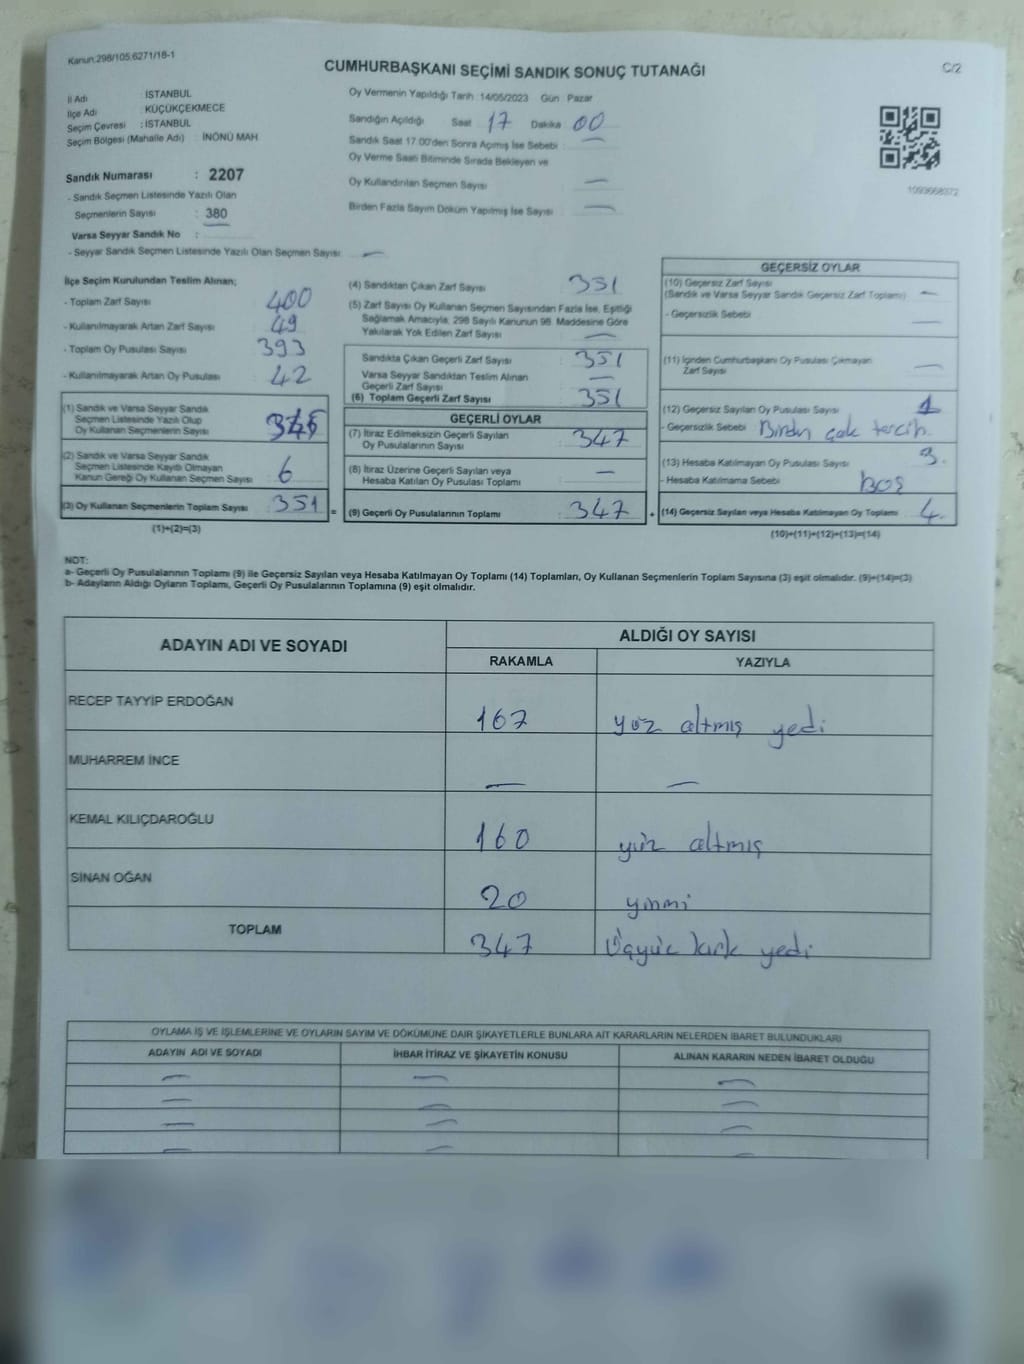 Kanun:298/105,6271/18-1
CUMHURBAŞKANI SEÇİMİ SANDIK SONUÇ TUTANAĞI
C/2
İl Adı : İSTANBUL
İlçe Adı : KÜÇÜKÇEKMECE
Seçim Çevresi : İSTANBUL
Seçim Bölgesi (Mahalle Adı) : İNÖNÜ MAH
Sandık Numarası : 2207
- Sandık Seçmen Listesinde Yazılı Olan
Seçmenlerin Sayısı : 380
Varsa Seyyar Sandık No :
- Seyyar Sandık Seçmen Listesinde Yazılı Olan Seçmen Sayısı: —
Oy Vermenin Yapıldığı Tarih :14/05/2023 Gün : Pazar
Sandığın Açıldığı Saat 17 Dakika 00
Sandık Saat 17:00'den Sonra Açımış İse Sebebi : —
Oy Verme Saati Bitiminde Sırada Bekleyen ve
Oy Kullandırılan Seçmen Sayısı —
Birden Fazla Sayım Döküm Yapılmış İse Sayısı —
1093668372
İlçe Seçim Kurulundan Teslim Alınan;
- Toplam Zarf Sayısı 400
- Kullanılmayarak Artan Zarf Sayısı 49
- Toplam Oy Pusulası Sayısı 393
- Kullanılmayarak Artan Oy Pusulası 42
(1) Sandık ve Varsa Seyyar Sandık
Seçmen Listesinde Yazılı Olup
Oy Kullanan Seçmenlerin Sayısı 345
(2) Sandık ve Varsa Seyyar Sandık
Seçmen Listesinde Kayıtlı Olmayan
Kanun Gereği Oy Kullanan Seçmen Sayısı 6
(3) Oy Kullanan Seçmenlerin Toplam Sayısı 351 =
(1)+(2)=(3)
(4) Sandıktan Çıkan Zarf Sayısı 351
(5) Zarf Sayısı Oy Kullanan Seçmen Sayısından Fazla İse, Eşitliği
Sağlamak Amacıyla, 298 Sayılı Kanunun 98. Maddesine Göre
Yakılarak Yok Edilen Zarf Sayısı —
Sandıkta Çıkan Geçerli Zarf Sayısı 351
Varsa Seyyar Sandıktan Teslim Alınan
Geçerli Zarf Sayısı —
(6) Toplam Geçerli Zarf Sayısı 351
GEÇERLİ OYLAR
(7) İtiraz Edilmeksizin Geçerli Sayılan
Oy Pusulalarının Sayısı 347
(8) İtiraz Üzerine Geçerli Sayılan veya
Hesaba Katılan Oy Pusulası Toplamı —
(9) Geçerli Oy Pusulalarının Toplamı 347 +
GEÇERSİZ OYLAR
(10) Geçersiz Zarf Sayısı
(Sandık ve Varsa Seyyar Sandık Geçersiz Zarf Toplamı) —
- Geçersizlik Sebebi —
(11) İçinden Cumhurbaşkanı Oy Pusulası Çıkmayan
Zarf Sayısı —
(12) Geçersiz Sayılan Oy Pusulası Sayısı 1
- Geçersizlik Sebebi Birden çok tercih.
(13) Hesaba Katılmayan Oy Pusulası Sayısı 3.
- Hesaba Katılmama Sebebi boş
(14) Geçersiz Sayılan veya Hesaba Katılmayan Oy Toplamı 4.
(10)+(11)+(12)+(13)=(14)
NOT:
a- Geçerli Oy Pusulalarının Toplamı (9) ile Geçersiz Sayılan veya Hesaba Katılmayan Oy Toplamı (14) Toplamları, Oy Kullanan Seçmenlerin Toplam Sayısına (3) eşit olmalıdır. (9)+(14)=(3)
b- Adayların Aldığı Oyların Toplamı, Geçerli Oy Pusulalarının Toplamına (9) eşit olmalıdır.
ADAYIN ADI VE SOYADI
ALDIĞI OY SAYISI
RAKAMLA YAZIYLA
RECEP TAYYİP ERDOĞAN 167 yüz altmış yedi
MUHARREM İNCE — —
KEMAL KILIÇDAROĞLU 160 yüz altmış
SİNAN OĞAN 20 yirmi
TOPLAM 347 Üçyüz kırk yedi
OYLAMA İŞ VE İŞLEMLERİNE VE OYLARIN SAYIM VE DÖKÜMÜNE DAİR ŞİKAYETLERLE BUNLARA AİT KARARLARIN NELERDEN İBARET BULUNDUKLARI
ADAYIN ADI VE SOYADI İHBAR İTİRAZ VE ŞİKAYETİN KONUSU ALINAN KARARIN NEDEN İBARET OLDUĞU
— — —
— — —
— — —
— — —